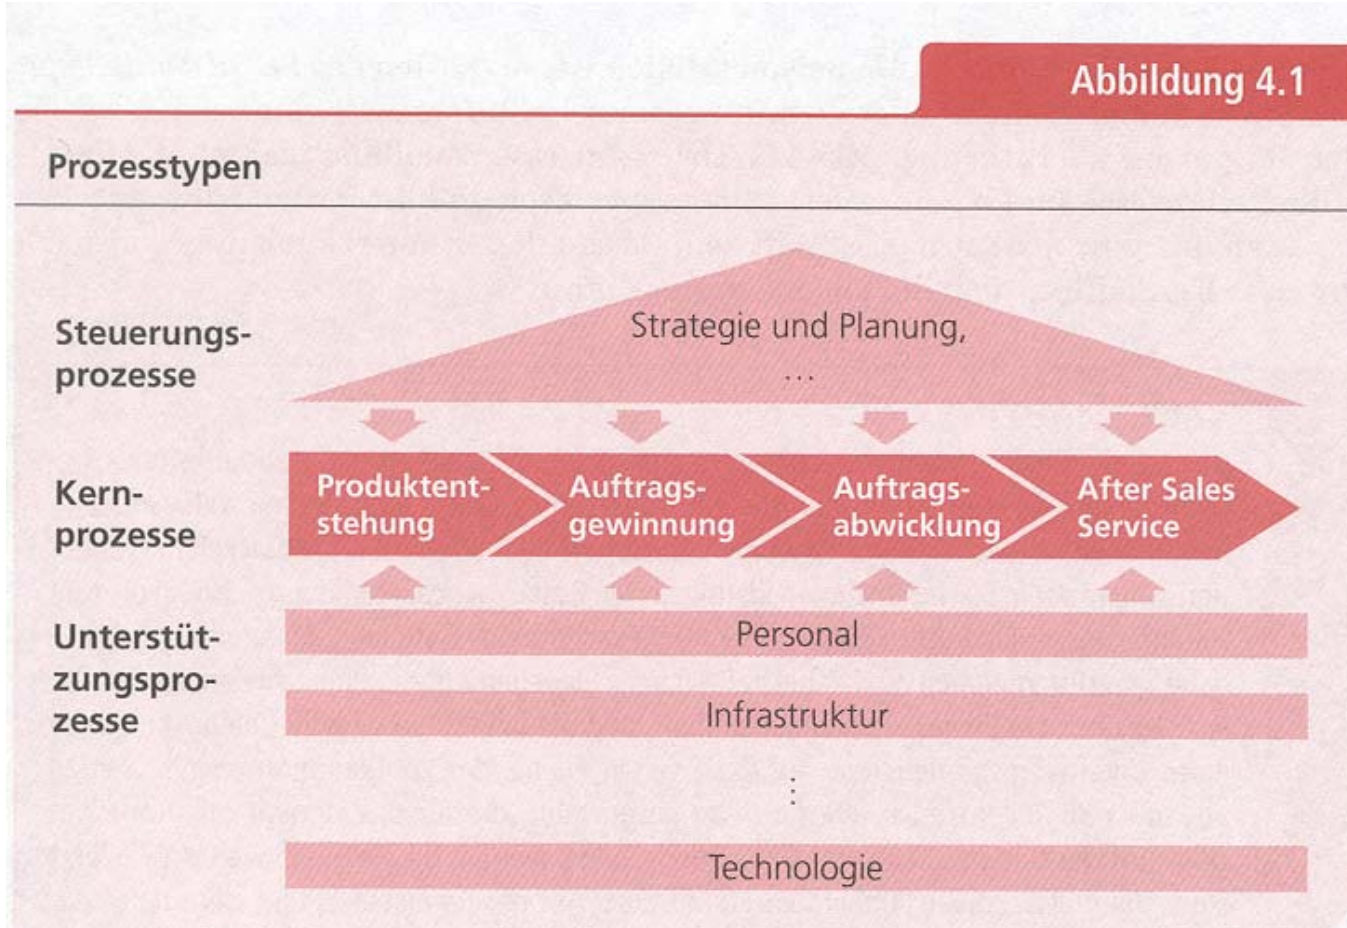 Abbildung 4.1
Prozesstypen
Steuerungs-
prozesse
Strategie und Planung,
...
Kern-
prozesse
Produktent-
stehung
Auftrags-
gewinnung
Auftrags-
abwicklung
After Sales
Service
Unterstüt-
zungspro-
zesse
Personal
Infrastruktur
⋮
Technologie